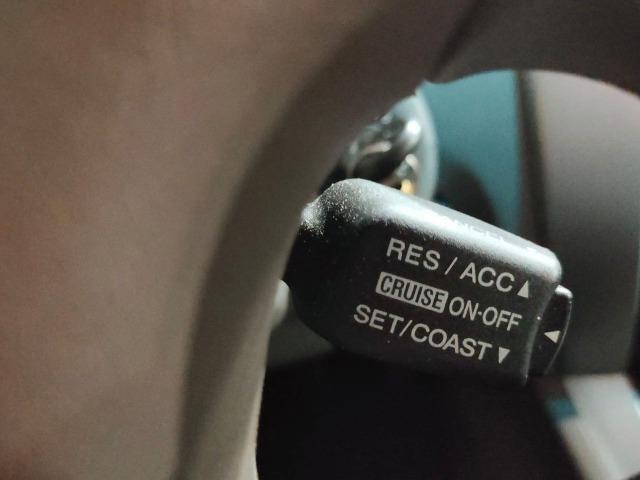 RES / ACC ▲
CRUISE ON·OFF ◀
SET/COAST ▼